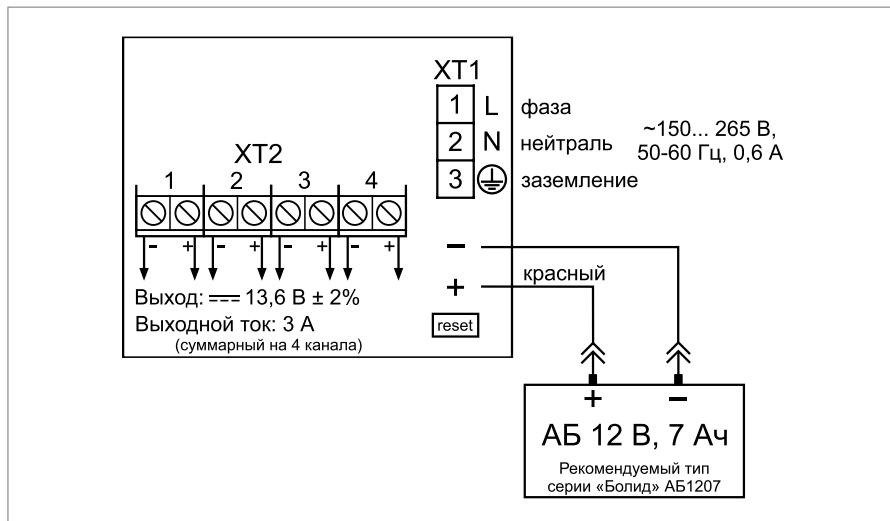 XT1
1 L фаза
2 N нейтраль
3 заземление
~150... 265 В,
50-60 Гц, 0,6 А
XT2
1 2 3 4
- + - + - + - +
Выход: 13,6 В ± 2%
Выходной ток: 3 А
(суммарный на 4 канала)
−
+ красный
reset
+ −
АБ 12 В, 7 Ач
Рекомендуемый тип
серии «Болид» АБ1207